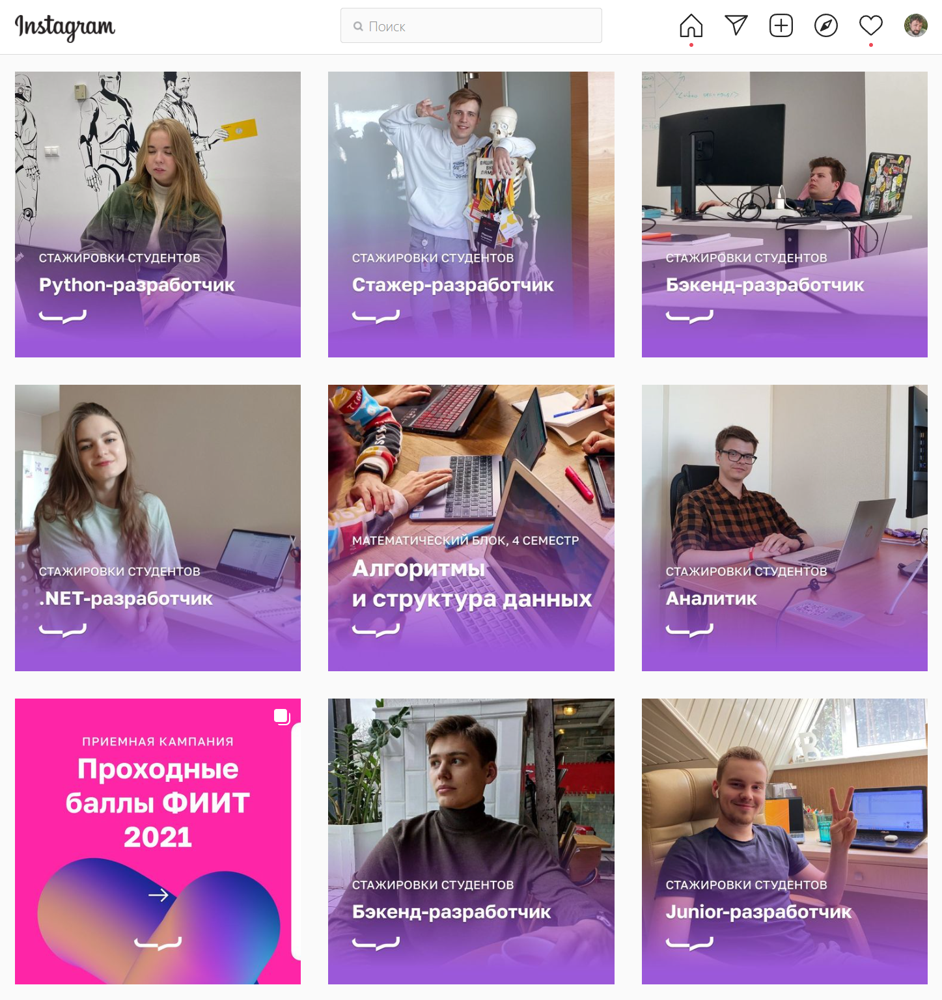 Instagram
Поиск
СТАЖИРОВКИ СТУДЕНТОВ
Python-разработчик
СТАЖИРОВКИ СТУДЕНТОВ
Стажер-разработчик
СТАЖИРОВКИ СТУДЕНТОВ
Бэкенд-разработчик
СТАЖИРОВКИ СТУДЕНТОВ
.NET-разработчик
МАТЕМАТИЧЕСКИЙ БЛОК, 4 СЕМЕСТР
Алгоритмы
и структура данных
СТАЖИРОВКИ СТУДЕНТОВ
Аналитик
ПРИЕМНАЯ КАМПАНИЯ
Проходные
баллы ФИИТ
2021
СТАЖИРОВКИ СТУДЕНТОВ
Бэкенд-разработчик
СТАЖИРОВКИ СТУДЕНТОВ
Junior-разработчик